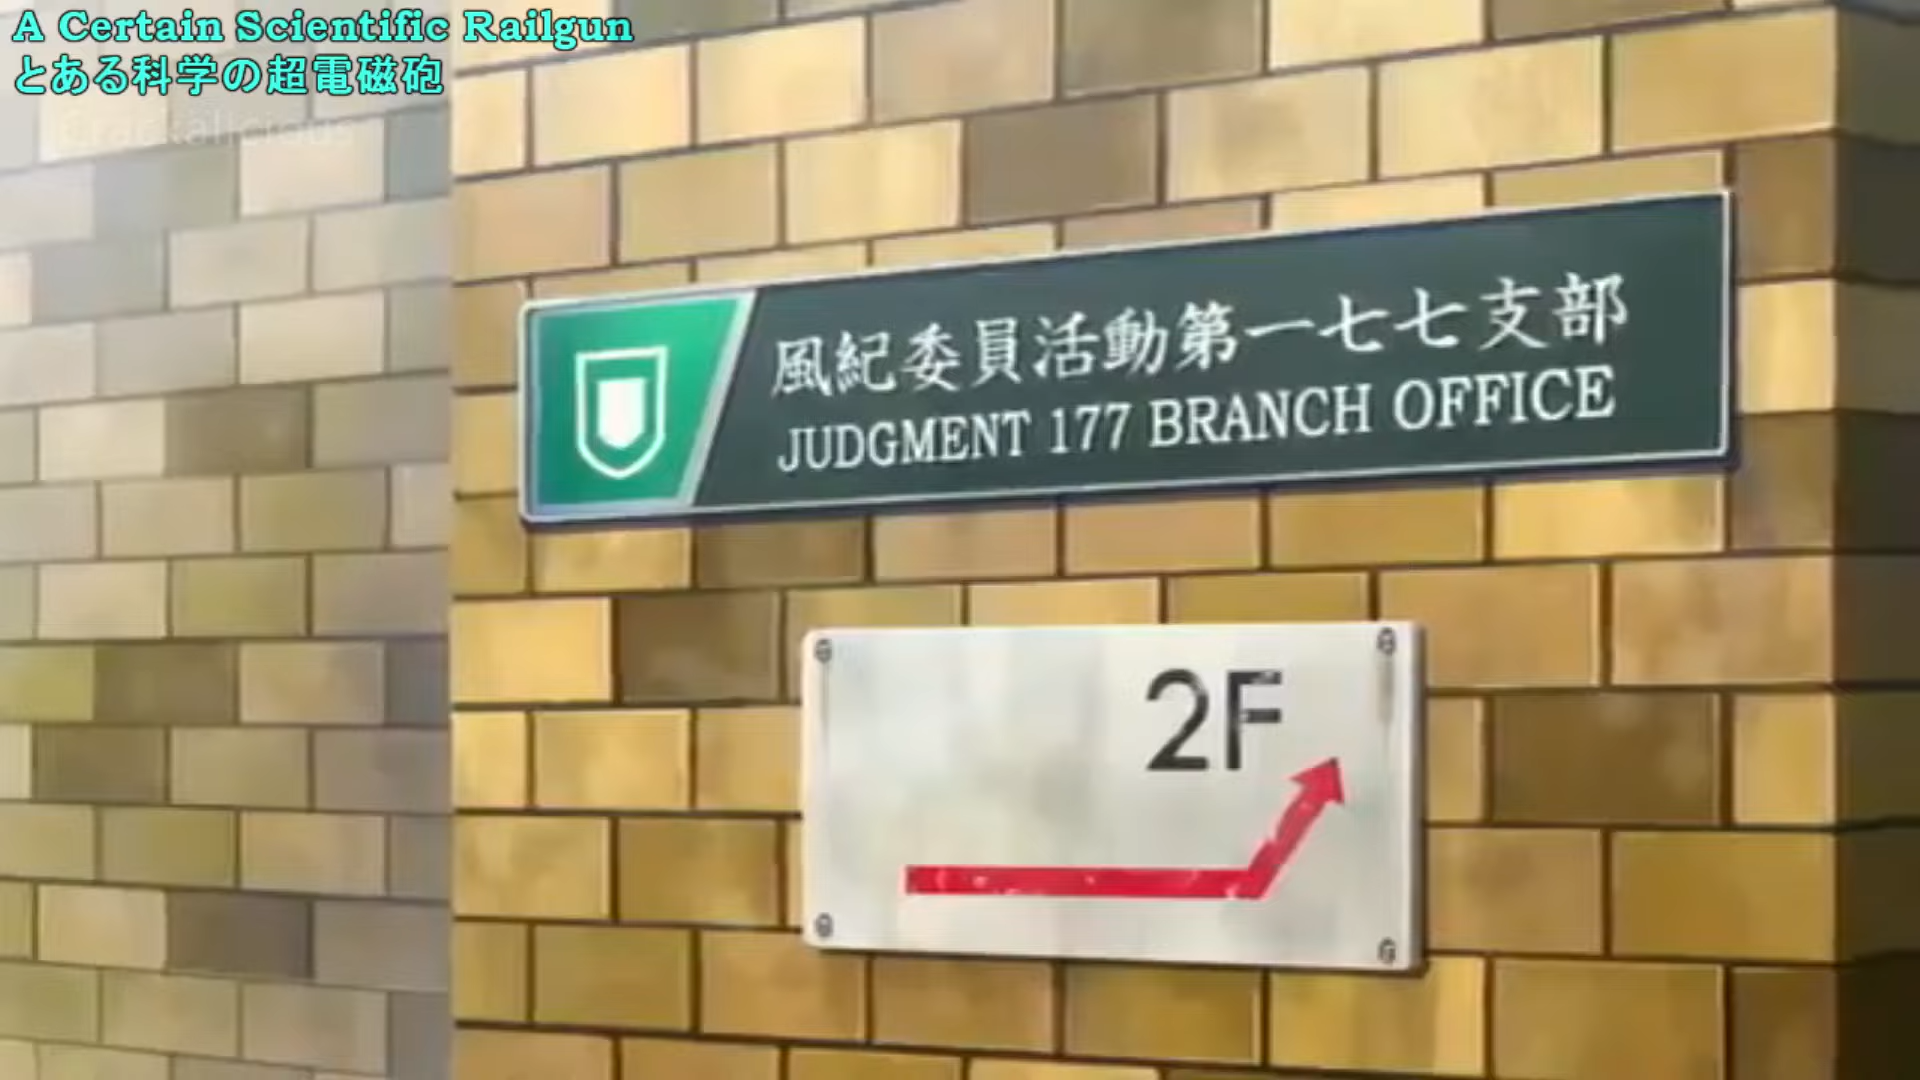 A Certain Scientific Railgun
とある科学の超電磁砲
Crackalicious
風紀委員活動第一七七支部
JUDGMENT 177 BRANCH OFFICE
2F